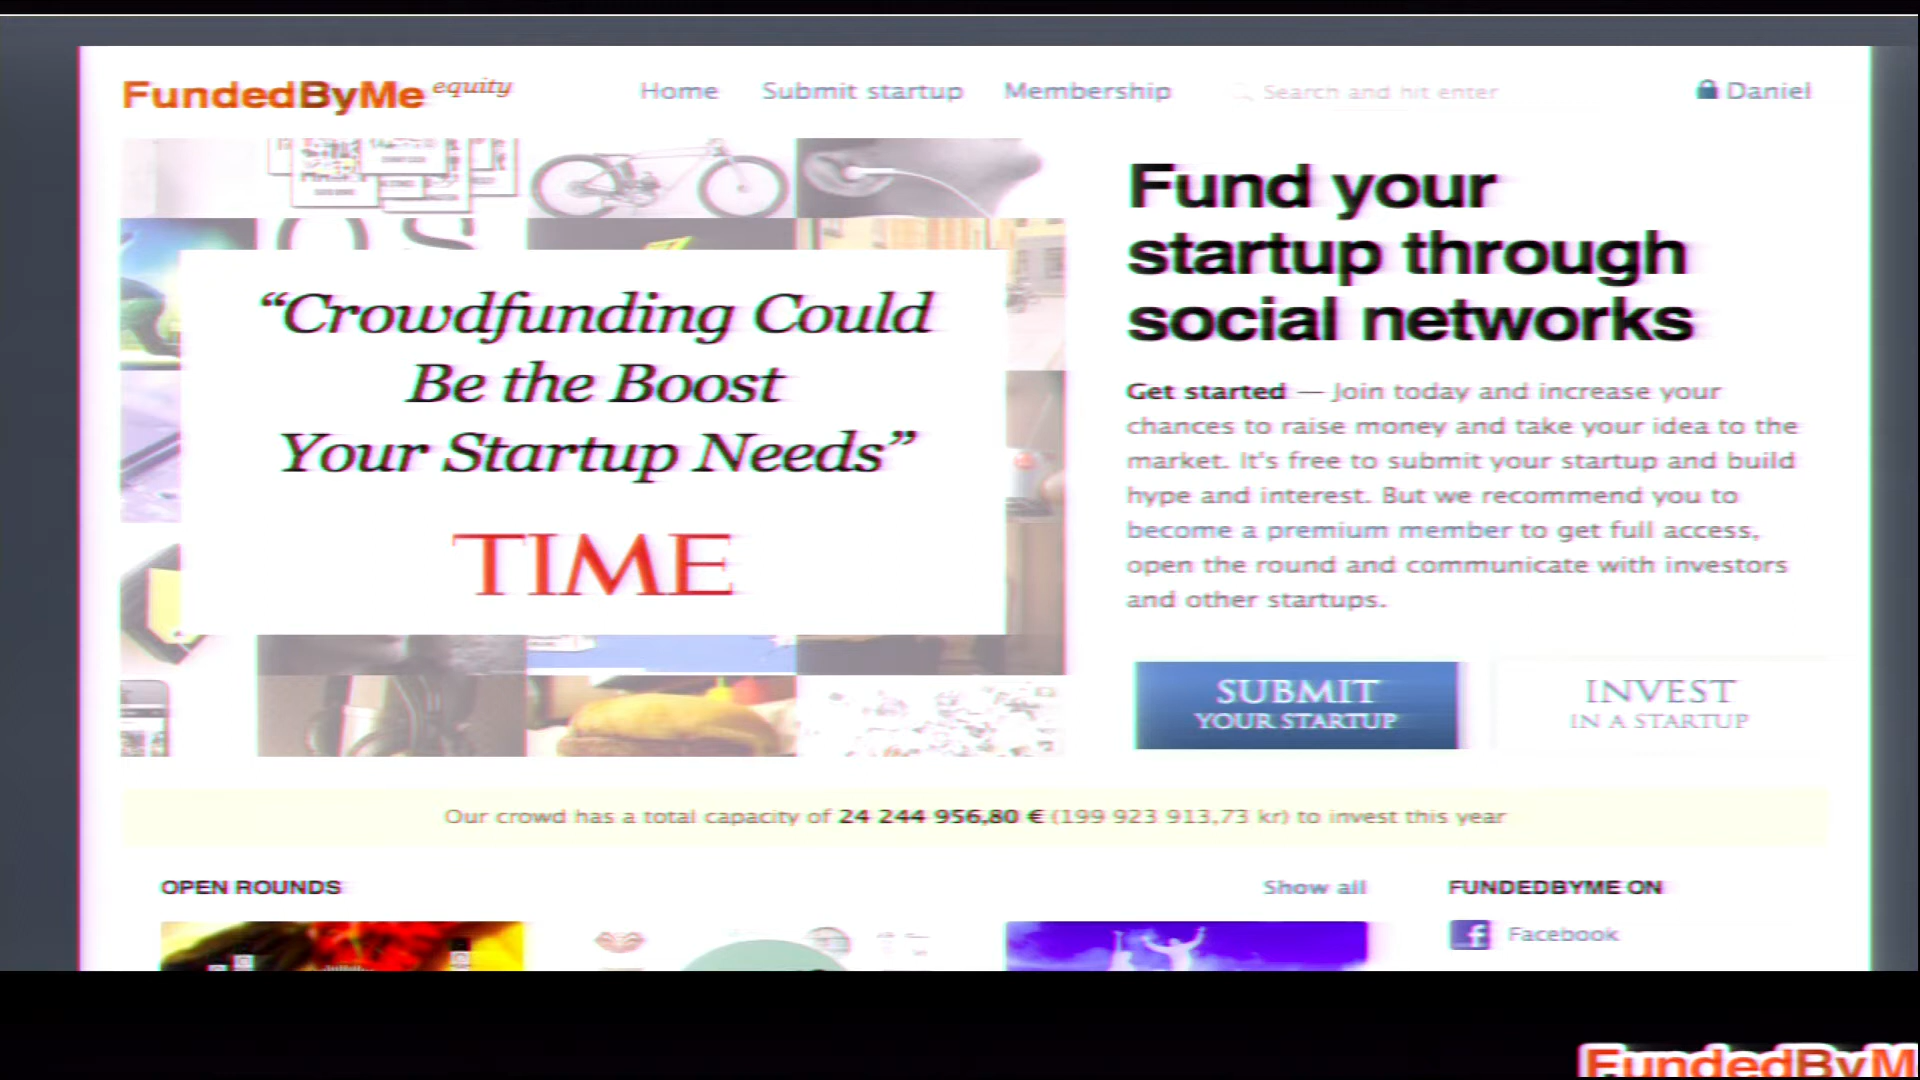 FundedByMe equity
Home Submit startup Membership Search and hit enter Daniel
“Crowdfunding Could
Be the Boost
Your Startup Needs”
TIME
Fund your
startup through
social networks
Get started — Join today and increase your
chances to raise money and take your idea to the
market. It's free to submit your startup and build
hype and interest. But we recommend you to
become a premium member to get full access,
open the round and communicate with investors
and other startups.
SUBMIT
YOUR STARTUP
INVEST
IN A STARTUP
Our crowd has a total capacity of 24 244 956,80 € (199 923 913,73 kr) to invest this year
OPEN ROUNDS
Show all
FUNDEDBYME ON
Facebook
FundedByM